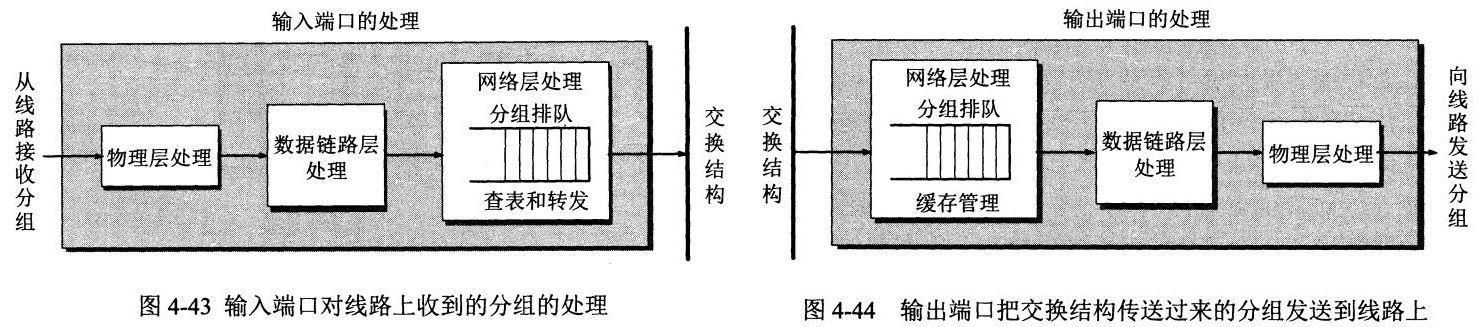 输入端口的处理
从线路接收分组
物理层处理
数据链路层
处理
网络层处理
分组排队
查表和转发
交换结构
图 4-43 输入端口对线路上收到的分组的处理
输出端口的处理
交换结构
网络层处理
分组排队
缓存管理
数据链路层
处理
物理层处理
向线路发送分组
图 4-44 输出端口把交换结构传送过来的分组发送到线路上